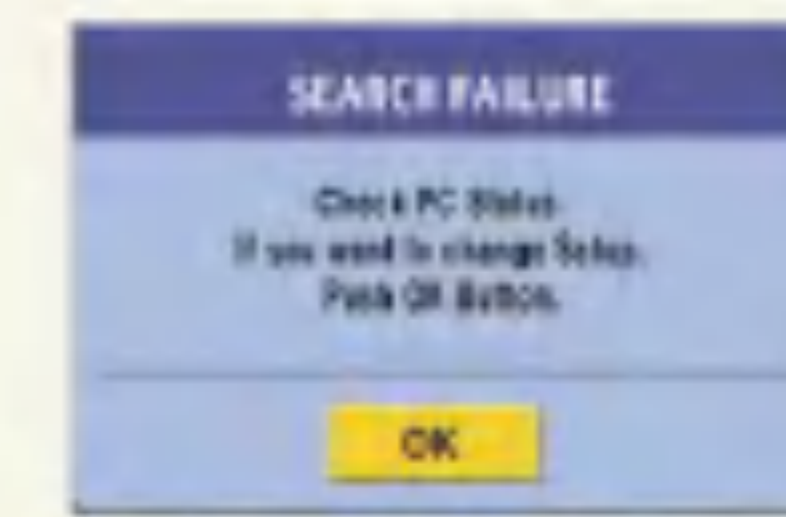 SEARCH FAILURE
Check PC Status.
If you want to change Setup,
Push OK Button.
OK